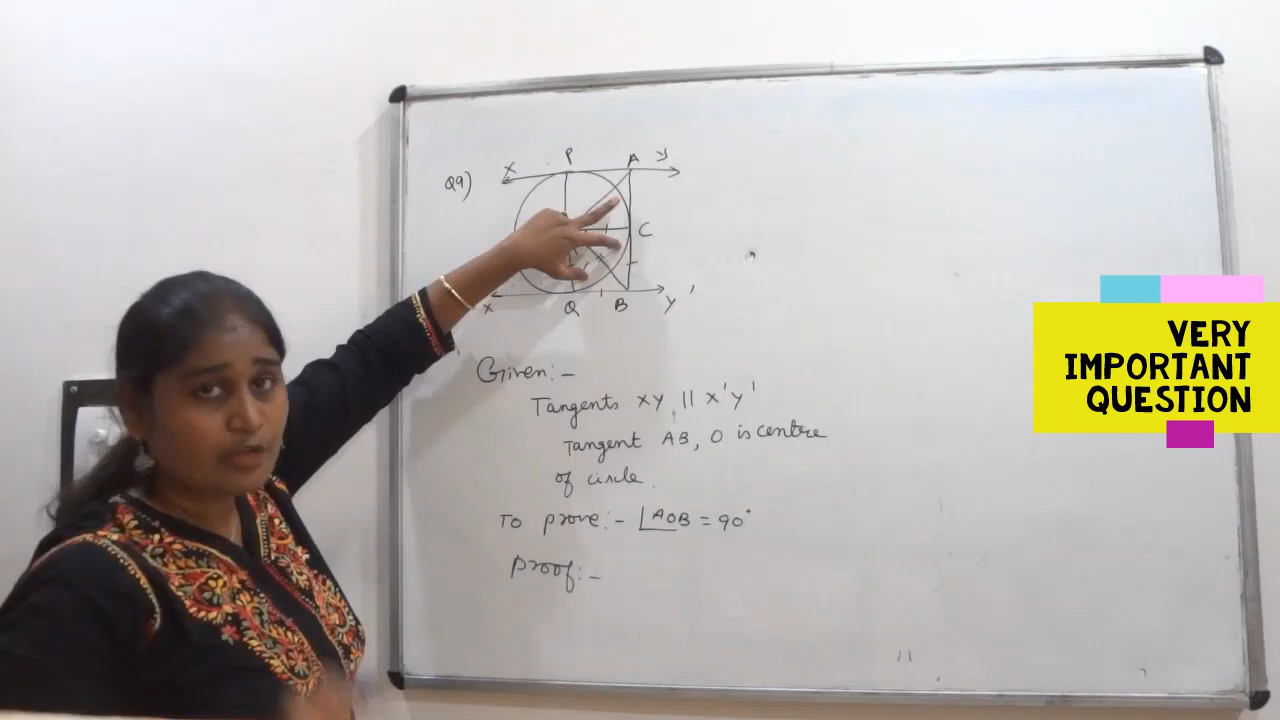 Q9)
X P A y
C
X Q B y'
Given:-
Tangents XY || X'Y'
Tangent AB, O is centre
of circle.
To prove:- ∠AOB = 90°
Proof:-
VERY
IMPORTANT
QUESTION